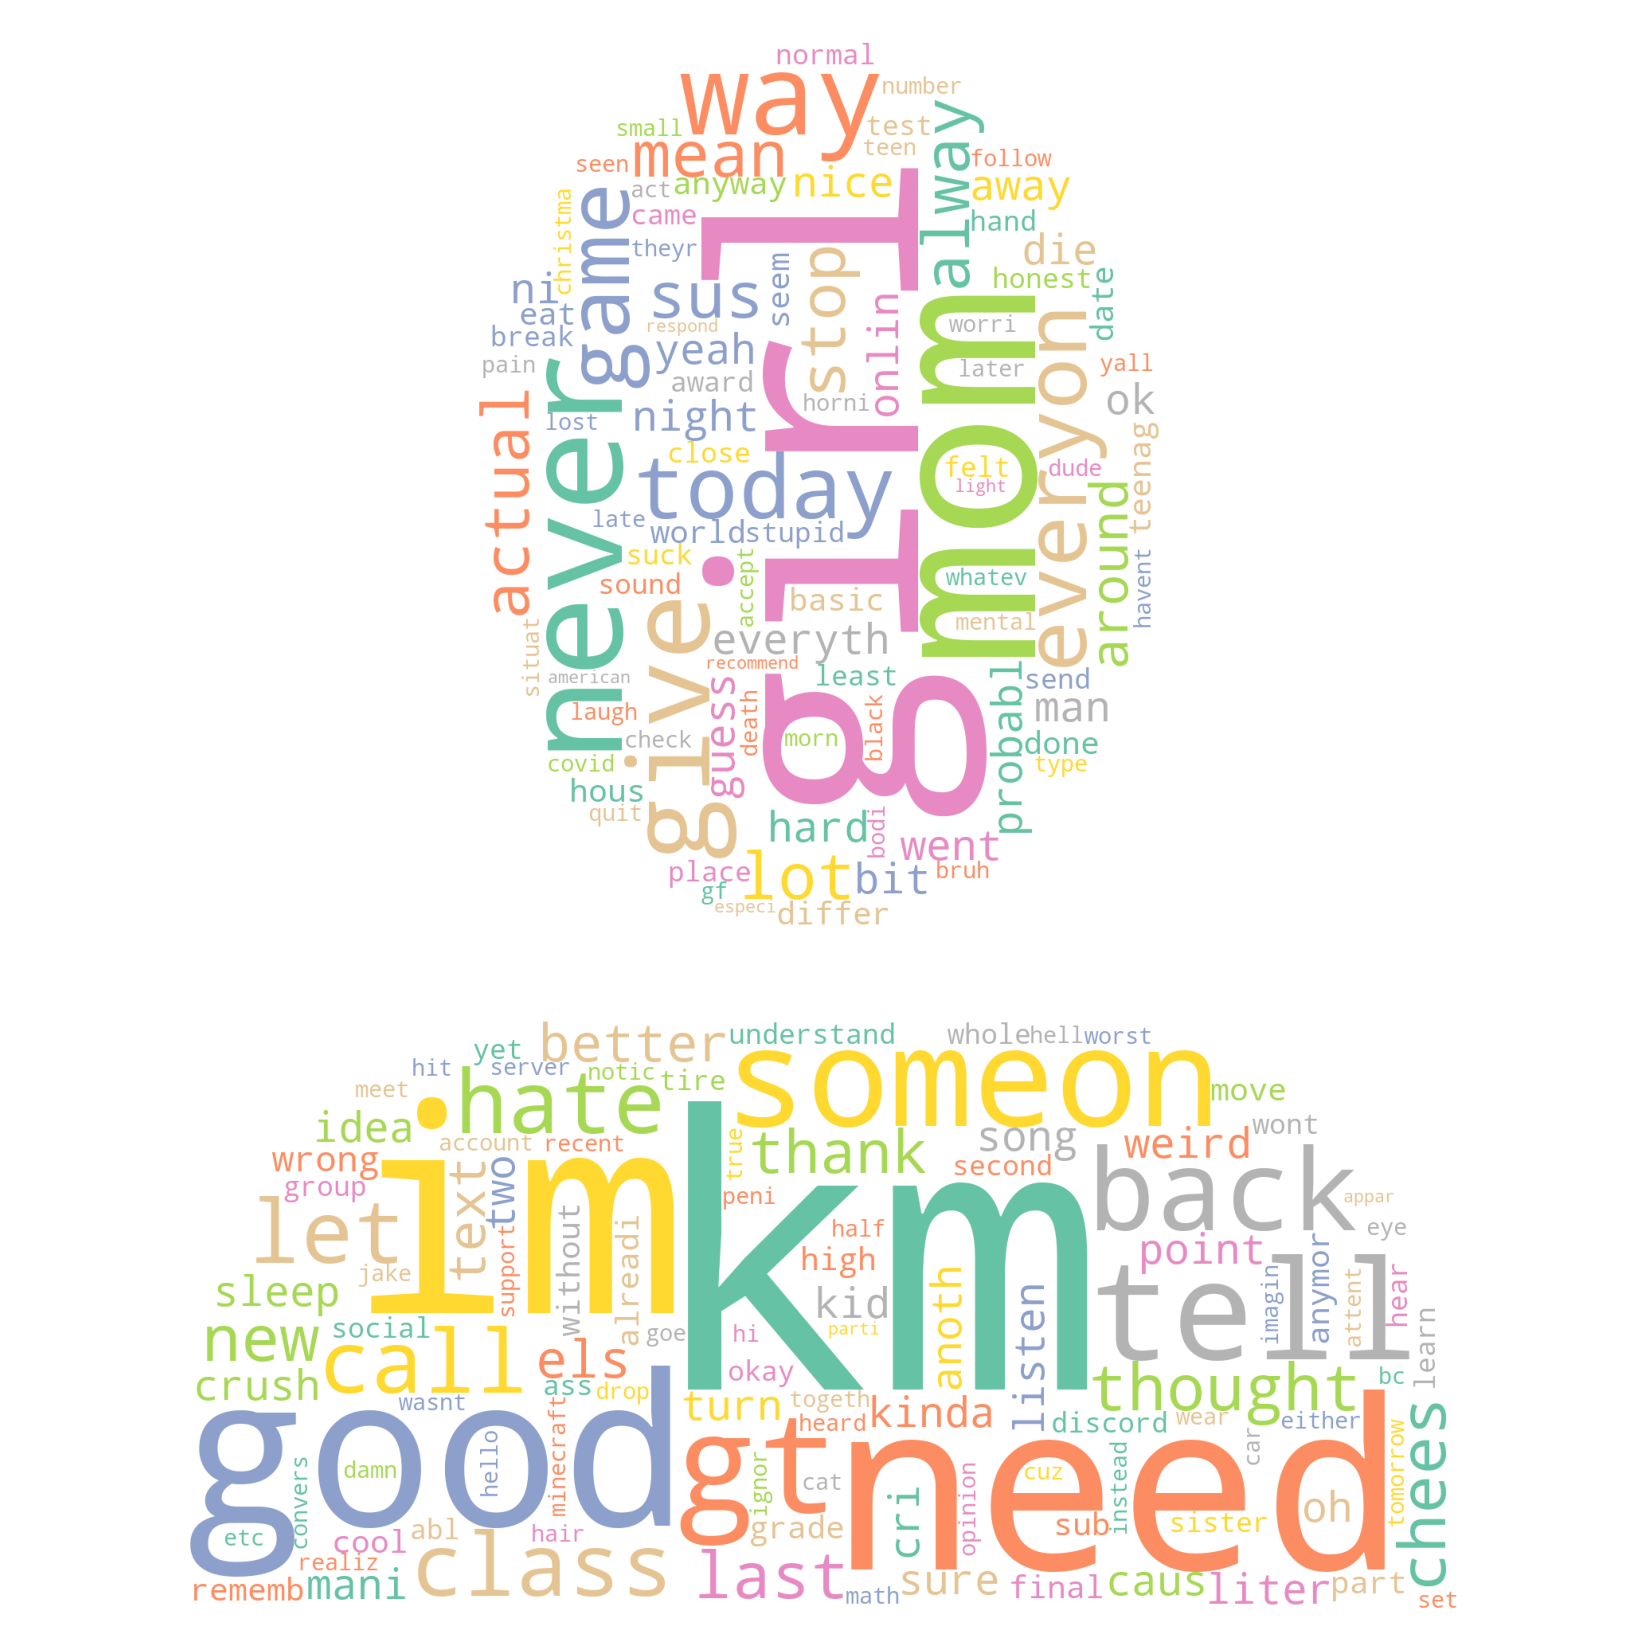 normal
way
number
small
test
mean
teen
alway
seen
follow
act
anyway
nice
away
christma
game
came
hand
theyr
girl
stop
die
seem
ni
sus
honest
date
onlin
mom
eat
respond
worri
everyon
break
yeah
yall
pain
later
never
award
actual
horni
ok
night
lost
teenag
close
felt
dude
today
light
around
late
world
stupid
havent
suck
accept
sound
whatev
give
basic
situat
mental
everyth
recommend
american
least
send
probabl
guess
death
black
laugh
man
check
morn
done
covid
type
hous
quit
hard
bodi
went
place
lot
bit
bruh
gf
especi
differ
better
understand
whole
hell
worst
yet
someon
hit
server
notic
tire
hate
meet
move
im
km
idea
account
recent
true
thank
song
weird
wont
wrong
text
two
second
back
group
peni
appar
let
support
without
alreadi
half
eye
point
high
jake
anoth
tell
imagin
anymor
attent
hear
sleep
kid
listen
learn
new
social
call
goe
hi
parti
els
okay
thought
bc
crush
ass
drop
good
wasnt
minecraft
turn
togeth
heard
kinda
discord
wear
either
chees
gt
need
car
tomorrow
convers
damn
hello
ignor
cat
opinion
cuz
instead
cri
oh
etc
cool
abl
hair
grade
sub
sister
realiz
class
rememb
mani
last
math
sure
final
caus
liter
part
set